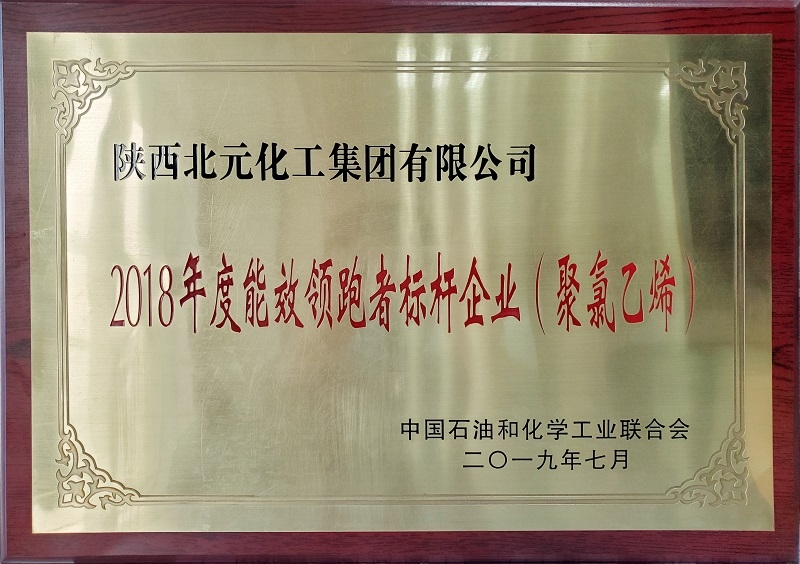 陕西北元化工集团有限公司
2018年度能效领跑者标杆企业（聚氯乙烯）
中国石油和化学工业联合会
二〇一九年七月